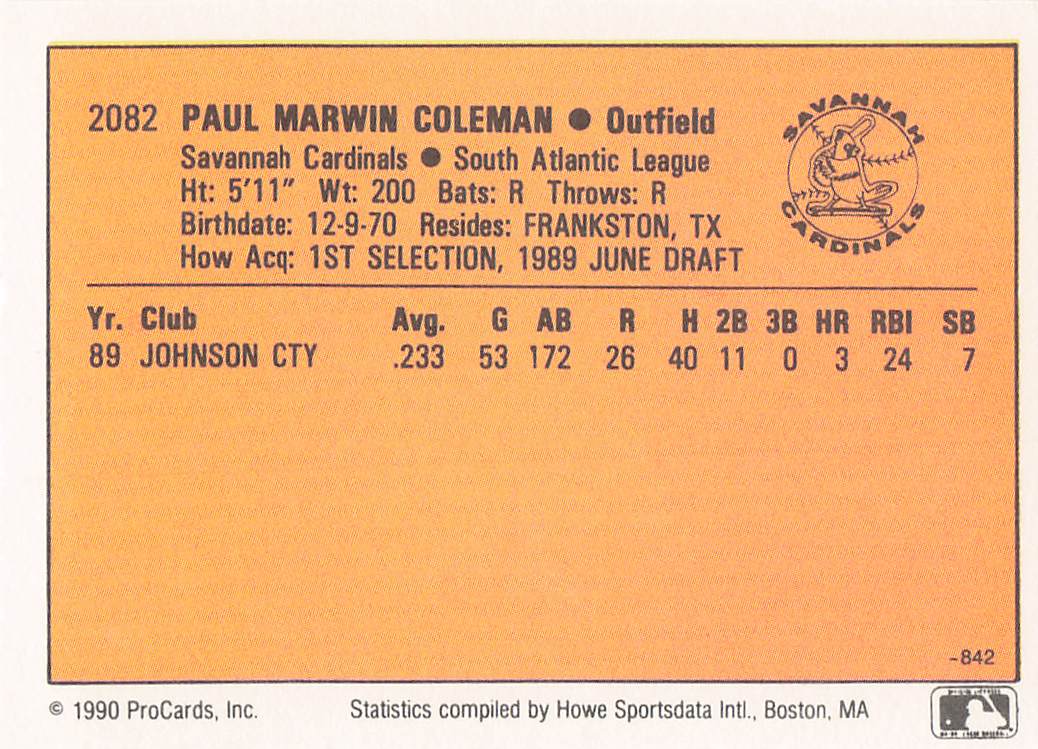 2082 PAUL MARWIN COLEMAN ● Outfield
Savannah Cardinals ● South Atlantic League
Ht: 5'11" Wt: 200 Bats: R Throws: R
Birthdate: 12-9-70 Resides: FRANKSTON, TX
How Acq: 1ST SELECTION, 1989 JUNE DRAFT
SAVANNAH
CARDINALS
Yr. Club Avg. G AB R H 2B 3B HR RBI SB
89 JOHNSON CTY .233 53 172 26 40 11 0 3 24 7
-842
© 1990 ProCards, Inc. Statistics compiled by Howe Sportsdata Intl., Boston, MA